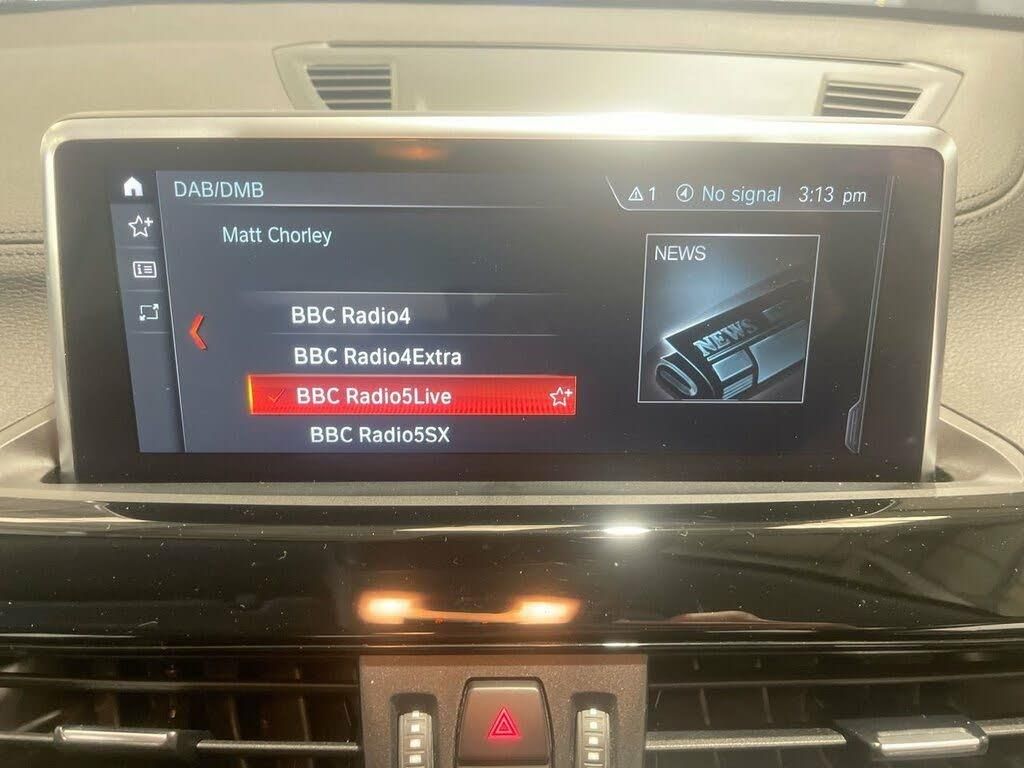 DAB/DMB
1 No signal 3:13 pm
Matt Chorley
NEWS
NEWS
BBC Radio4
BBC Radio4Extra
BBC Radio5Live
BBC Radio5SX